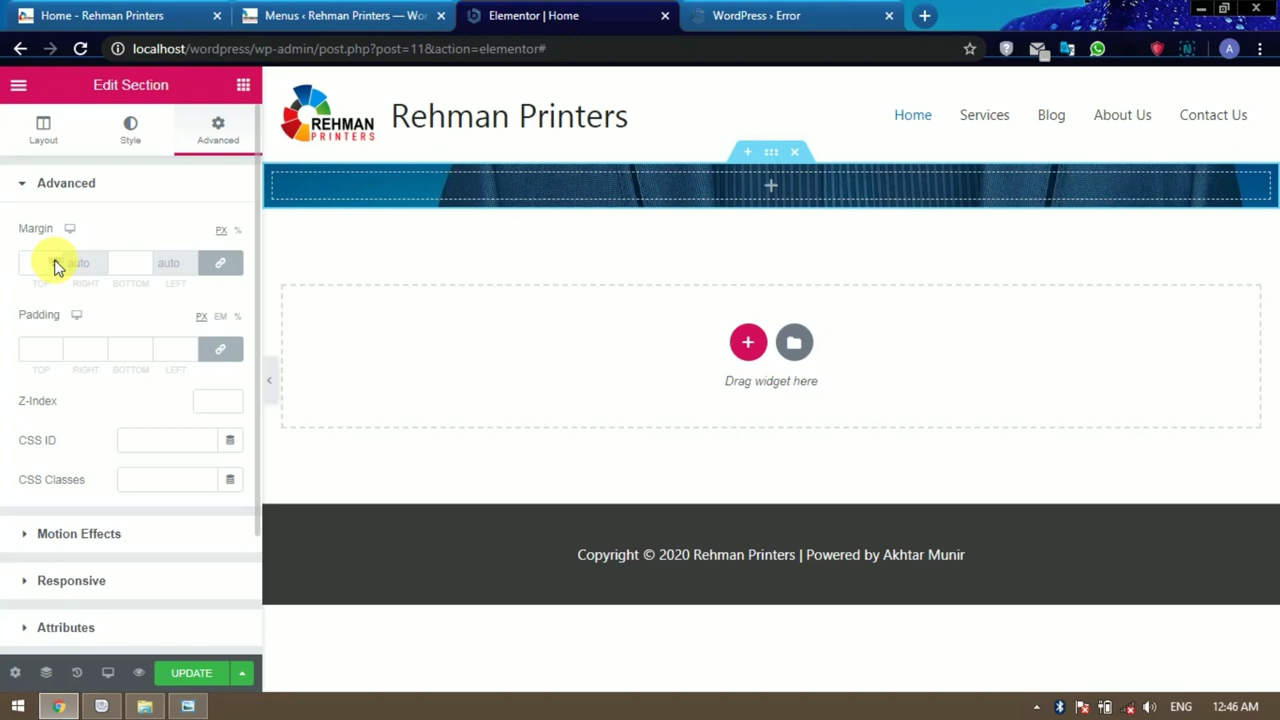 Home - Rehman Printers
Menus ‹ Rehman Printers — Wor
Elementor | Home
WordPress › Error
localhost/wordpress/wp-admin/post.php?post=11&action=elementor#
A
Edit Section
Layout
Style
Advanced
Advanced
Margin
PX %
auto
auto
TOP RIGHT BOTTOM LEFT
Padding
PX EM %
TOP RIGHT BOTTOM LEFT
Z-Index
CSS ID
CSS Classes
Motion Effects
Responsive
Attributes
UPDATE
REHMAN
PRINTERS
Rehman Printers
Home Services Blog About Us Contact Us
Drag widget here
Copyright © 2020 Rehman Printers | Powered by Akhtar Munir
ENG 12:46 AM